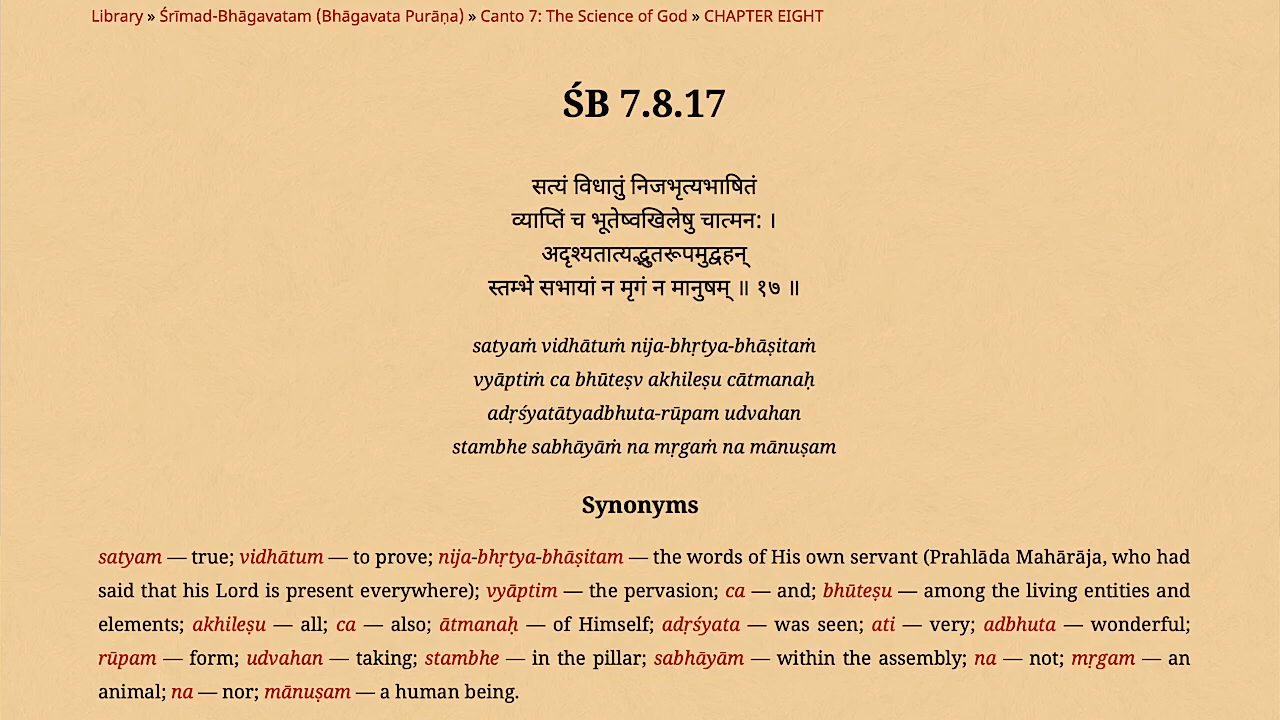 Library » Śrīmad-Bhāgavatam (Bhāgavata Purāṇa) » Canto 7: The Science of God » CHAPTER EIGHT
ŚB 7.8.17
सत्यं विधातुं निजभृत्यभाषितं
व्याप्तिं च भूतेष्वखिलेषु चात्मन: ।
अद‍ृश्यतात्यद्भ‍ुतरूपमुद्वहन्
स्तम्भे सभायां न मृगं न मानुषम् ॥ १७ ॥
satyaṁ vidhātuṁ nija-bhṛtya-bhāṣitaṁ
vyāptiṁ ca bhūteṣv akhileṣu cātmanaḥ
adṛśyatātyadbhuta-rūpam udvahan
stambhe sabhāyāṁ na mṛgaṁ na mānuṣam
Synonyms
satyam — true; vidhātum — to prove; nija-bhṛtya-bhāṣitam — the words of His own servant (Prahlāda Mahārāja, who had
said that his Lord is present everywhere); vyāptim — the pervasion; ca — and; bhūteṣu — among the living entities and
elements; akhileṣu — all; ca — also; ātmanaḥ — of Himself; adṛśyata — was seen; ati — very; adbhuta — wonderful;
rūpam — form; udvahan — taking; stambhe — in the pillar; sabhāyām — within the assembly; na — not; mṛgam — an
animal; na — nor; mānuṣam — a human being.